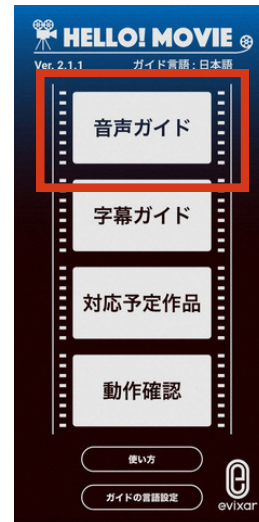 HELLO! MOVIE
Ver. 2.1.1 ガイド言語 : 日本語
音声ガイド
字幕ガイド
対応予定作品
動作確認
使い方
ガイドの言語設定
evixar